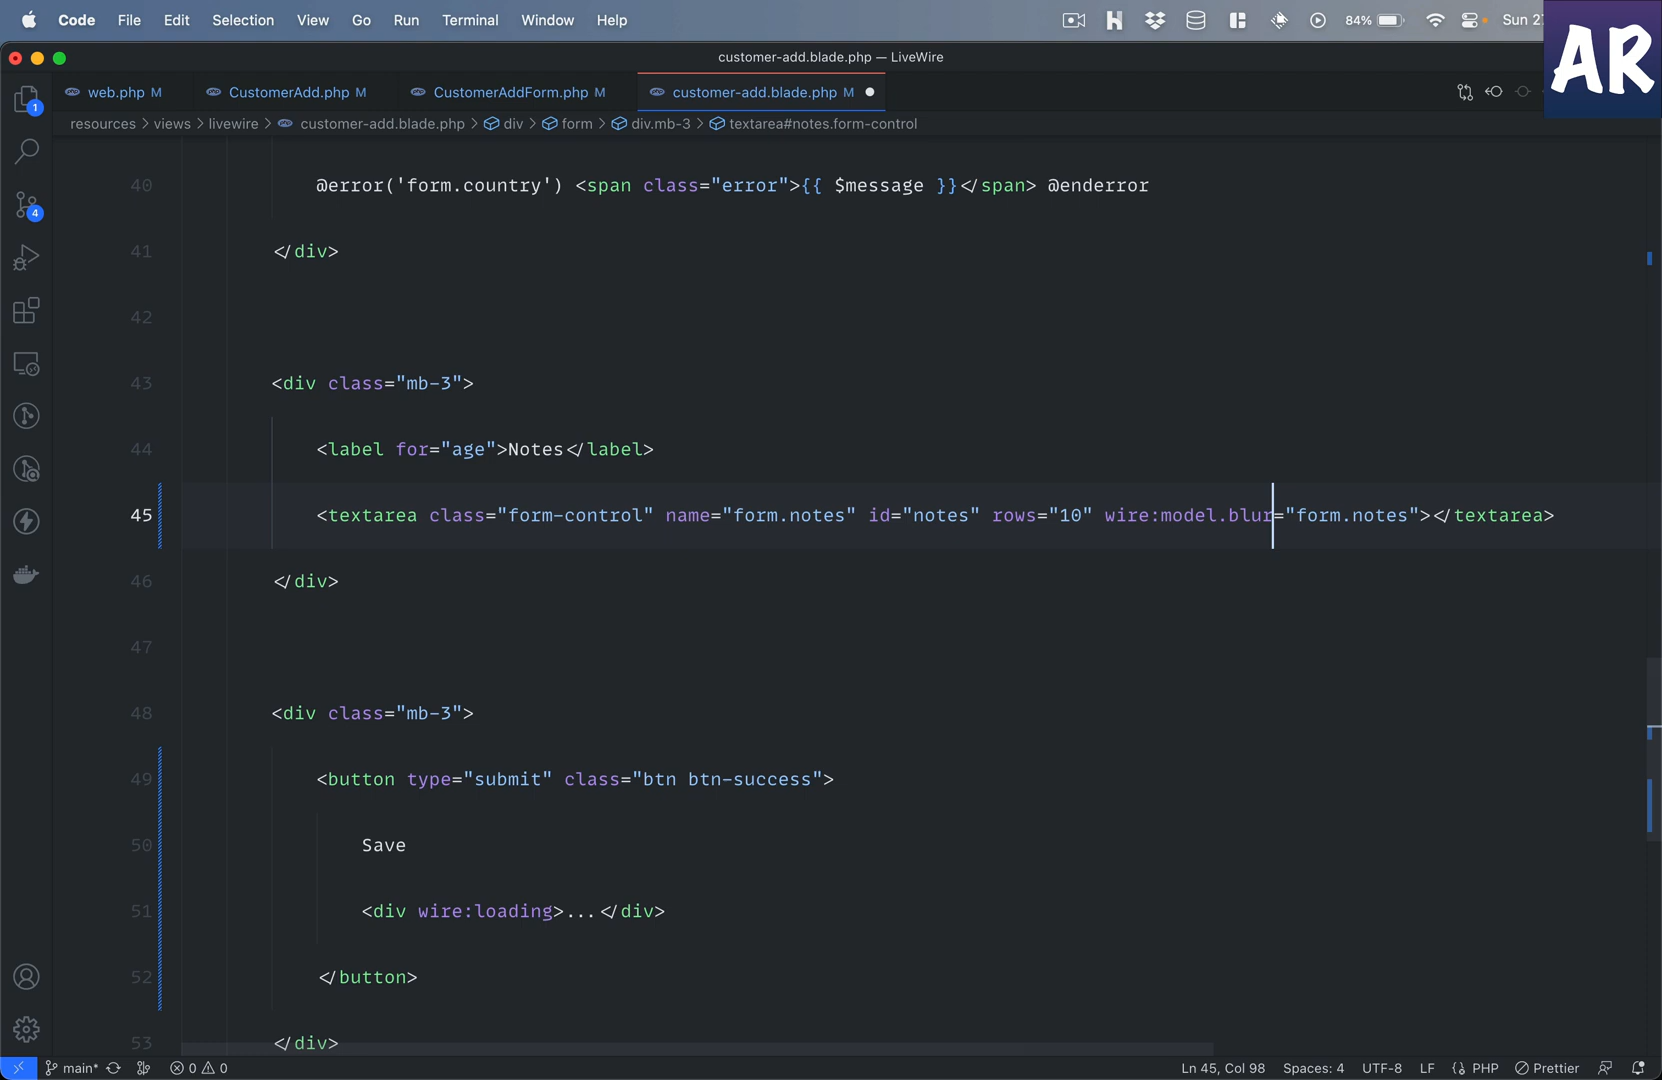 Code File Edit Selection View Go Run Terminal Window Help 84% Sun 2
AR
customer-add.blade.php — LiveWire
web.php M CustomerAdd.php M CustomerAddForm.php M customer-add.blade.php M
resources > views > livewire > customer-add.blade.php > div > form > div.mb-3 > textarea#notes.form-control
1
4
40 @error('form.country') <span class="error">{{ $message }}</span> @enderror
41 </div>
42
43 <div class="mb-3">
44 <label for="age">Notes</label>
45 <textarea class="form-control" name="form.notes" id="notes" rows="10" wire:model.blur="form.notes"></textarea>
46 </div>
47
48 <div class="mb-3">
49 <button type="submit" class="btn btn-success">
50 Save
51 <div wire:loading>...</div>
52 </button>
53 </div>
main* 0 0 Ln 45, Col 98 Spaces: 4 UTF-8 LF {} PHP Prettier